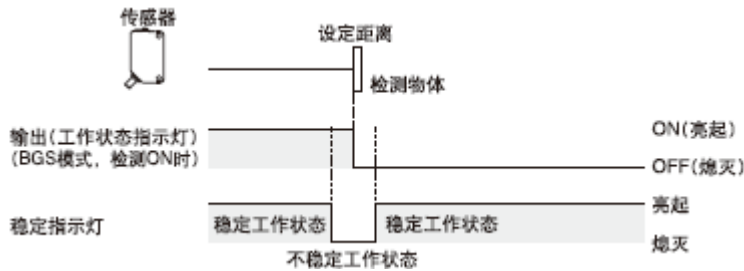 传感器
设定距离
检测物体
输出(工作状态指示灯)
(BGS模式，检测ON时)
ON(亮起)
OFF(熄灭)
稳定指示灯
稳定工作状态
稳定工作状态
亮起
熄灭
不稳定工作状态